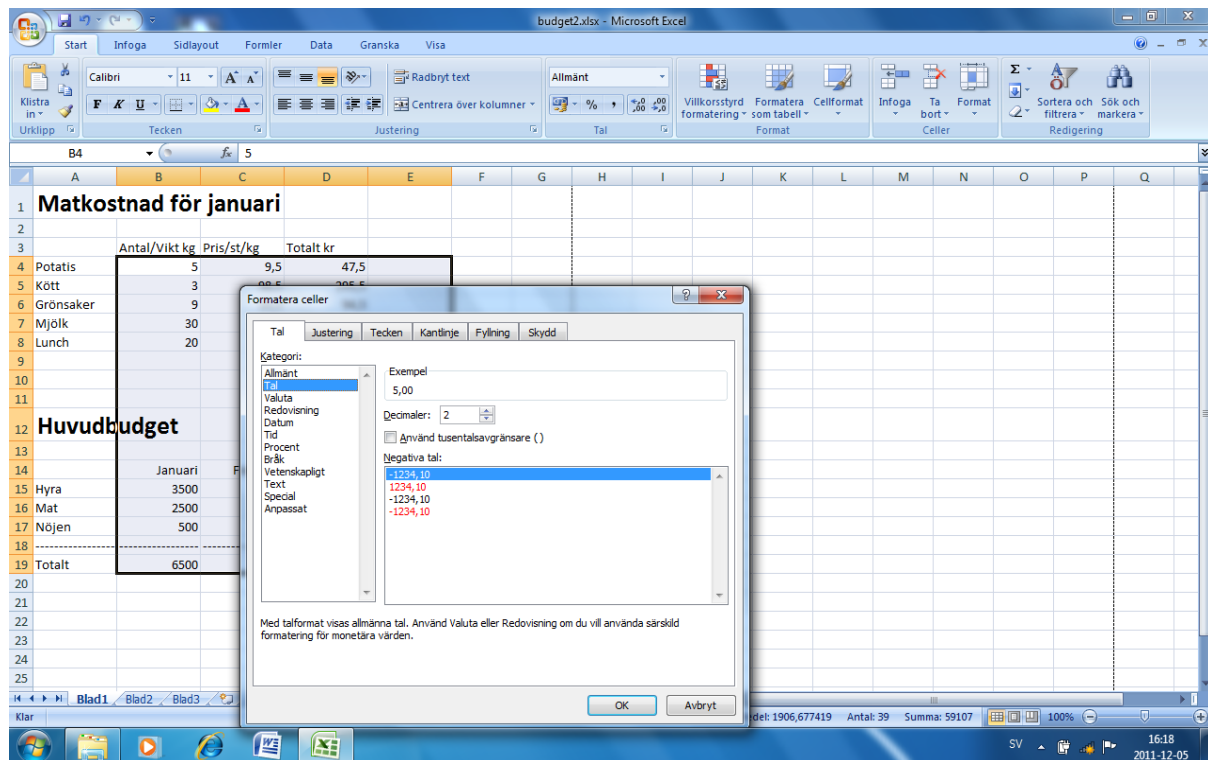 budget2.xlsx - Microsoft Excel
Start Infoga Sidlayout Formler Data Granska Visa
Klistra in
Calibri 11
Radbryt text
Allmänt
F K U
Centrera över kolumner
% ,00
Villkorsstyrd formatering
Formatera som tabell
Cellformat
Infoga
Ta bort
Format
Sortera och filtrera
Sök och markera
Urklipp Tecken Justering Tal Format Celler Redigering
B4 fx 5
A B C D E F G H I J K L M N O P Q
1 Matkostnad för januari
2
3 Antal/Vikt kg Pris/st/kg Totalt kr
4 Potatis 5 9,5 47,5
5 Kött 3 98,5 295,5
6 Grönsaker 9
7 Mjölk 30
8 Lunch 20
9
10
11
12 Huvudbudget
13
14 Januari F
15 Hyra 3500
16 Mat 2500
17 Nöjen 500
18 ----------------
19 Totalt 6500
20
21
22
23
24
25
Formatera celler
Tal Justering Tecken Kantlinje Fyllning Skydd
Kategori:
Allmänt
Tal
Valuta
Redovisning
Datum
Tid
Procent
Bråk
Vetenskapligt
Text
Special
Anpassat
Exempel
5,00
Decimaler: 2
Använd tusentalsavgränsare ( )
Negativa tal:
-1234,10
1234,10
-1234,10
-1234,10
Med talformat visas allmänna tal. Använd Valuta eller Redovisning om du vill använda särskild
formatering för monetära värden.
OK Avbryt
Blad1 Blad2 Blad3
Klar
del: 1906,677419 Antal: 39 Summa: 59107 100%
SV
16:18
2011-12-05